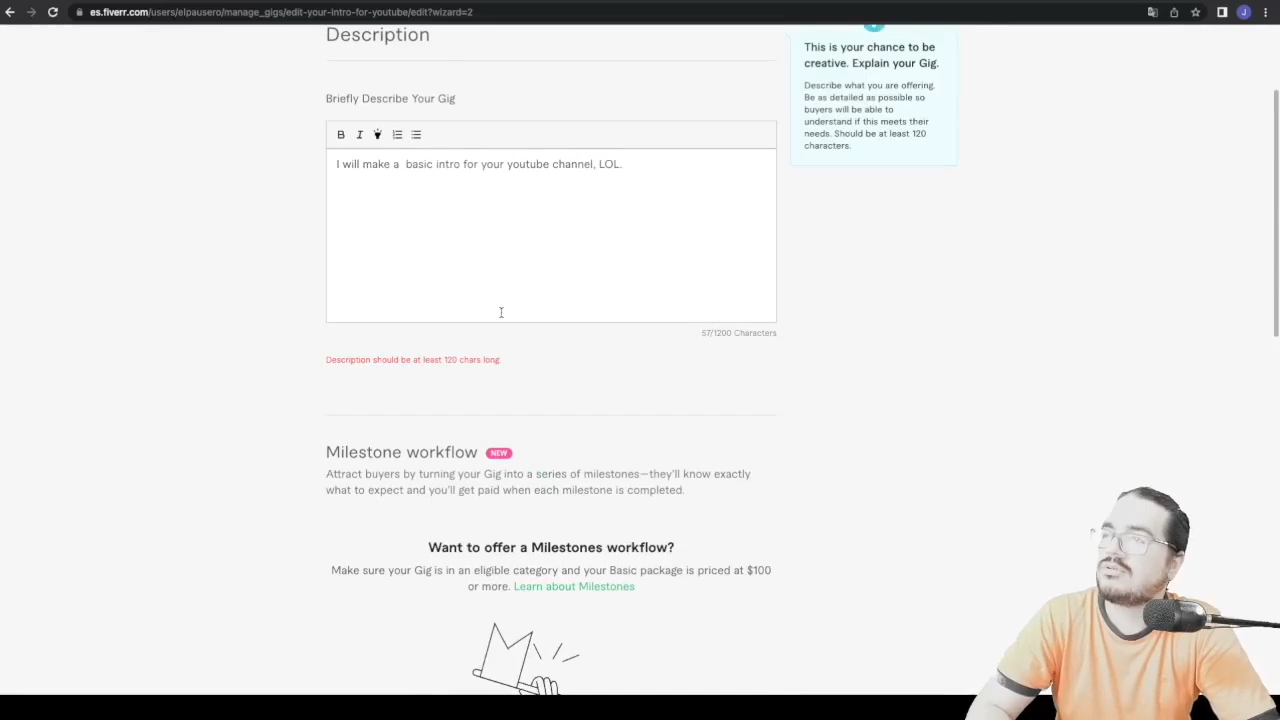 es.fiverr.com/users/elpausero/manage_gigs/edit-your-intro-for-youtube/edit?wizard=2
J
Description
This is your chance to be
creative. Explain your Gig.
Describe what you are offering.
Be as detailed as possible so
buyers will be able to
understand if this meets their
needs. Should be at least 120
characters.
Briefly Describe Your Gig
B I
I will make a  basic intro for your youtube channel, LOL.
57/1200 Characters
Description should be at least 120 chars long.
Milestone workflow NEW
Attract buyers by turning your Gig into a series of milestones—they'll know exactly
what to expect and you'll get paid when each milestone is completed.
Want to offer a Milestones workflow?
Make sure your Gig is in an eligible category and your Basic package is priced at $100
or more. Learn about Milestones